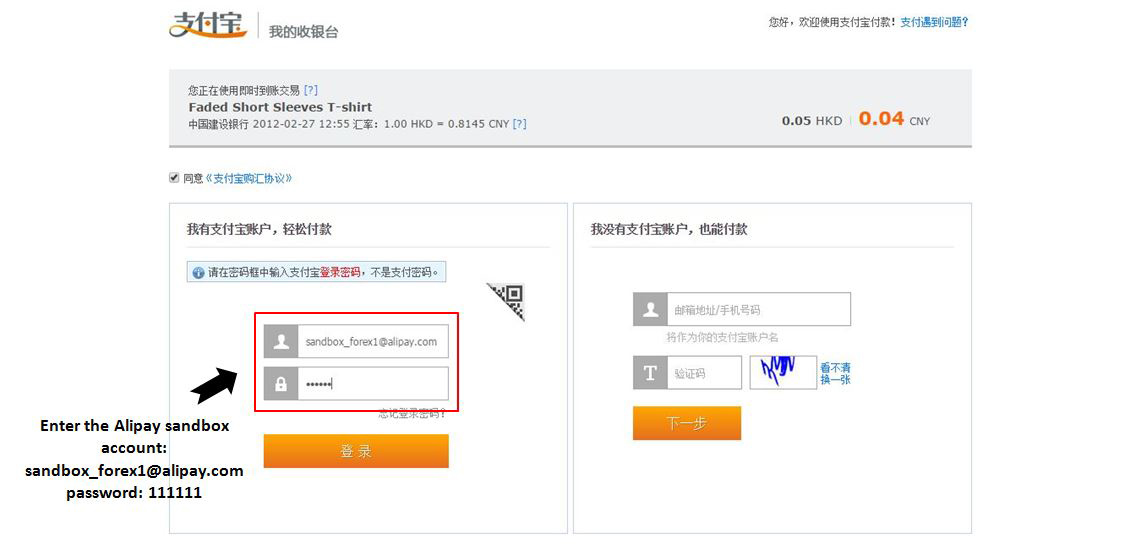 支付宝 我的收银台
您好，欢迎使用支付宝付款！支付遇到问题？
您正在使用即时到账交易 [?]
Faded Short Sleeves T-shirt
中国建设银行 2012-02-27 12:55 汇率：1.00 HKD = 0.8145 CNY [?]
0.05 HKD 0.04 CNY
同意《支付宝购汇协议》
我有支付宝账户，轻松付款
请在密码框中输入支付宝登录密码，不是支付密码。
sandbox_forex1@alipay.com
••••••
忘记登录密码？
登 录
Enter the Alipay sandbox
account:
sandbox_forex1@alipay.com
password: 111111
我没有支付宝账户，也能付款
邮箱地址/手机号码
将作为你的支付宝账户名
T 验证码
看不清
换一张
下一步